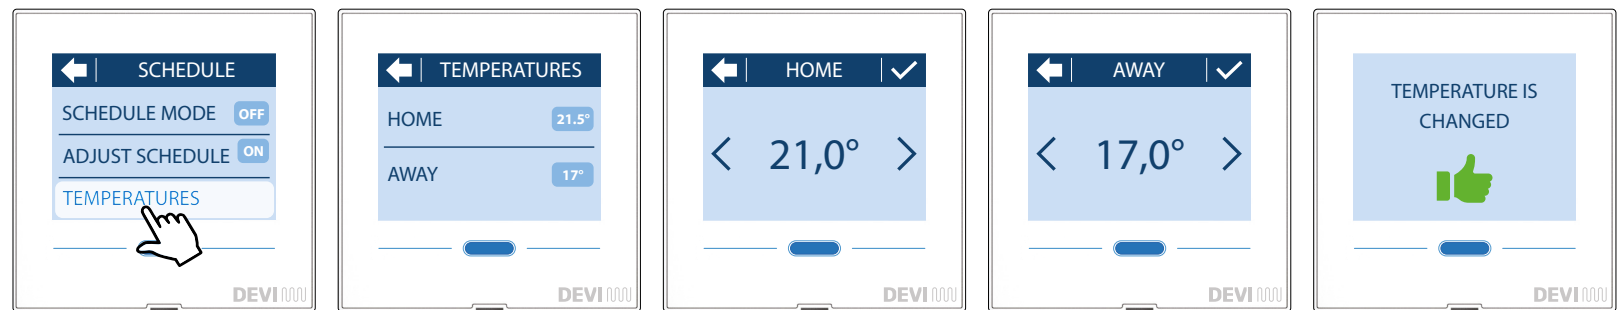 SCHEDULE
SCHEDULE MODE OFF
ADJUST SCHEDULE ON
TEMPERATURES
DEVI
TEMPERATURES
HOME 21.5°
AWAY 17°
DEVI
HOME
21,0°
DEVI
AWAY
17,0°
DEVI
TEMPERATURE IS
CHANGED
DEVI